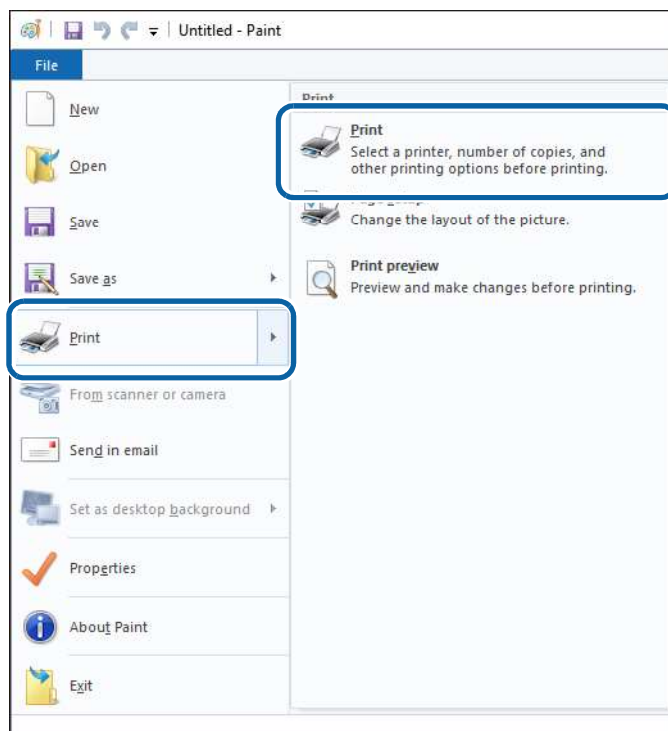 Untitled - Paint
File
New
Open
Save
Save as
Print
From scanner or camera
Send in email
Set as desktop background
Properties
About Paint
Exit
Print
Print
Select a printer, number of copies, and
other printing options before printing.
Change the layout of the picture.
Print preview
Preview and make changes before printing.